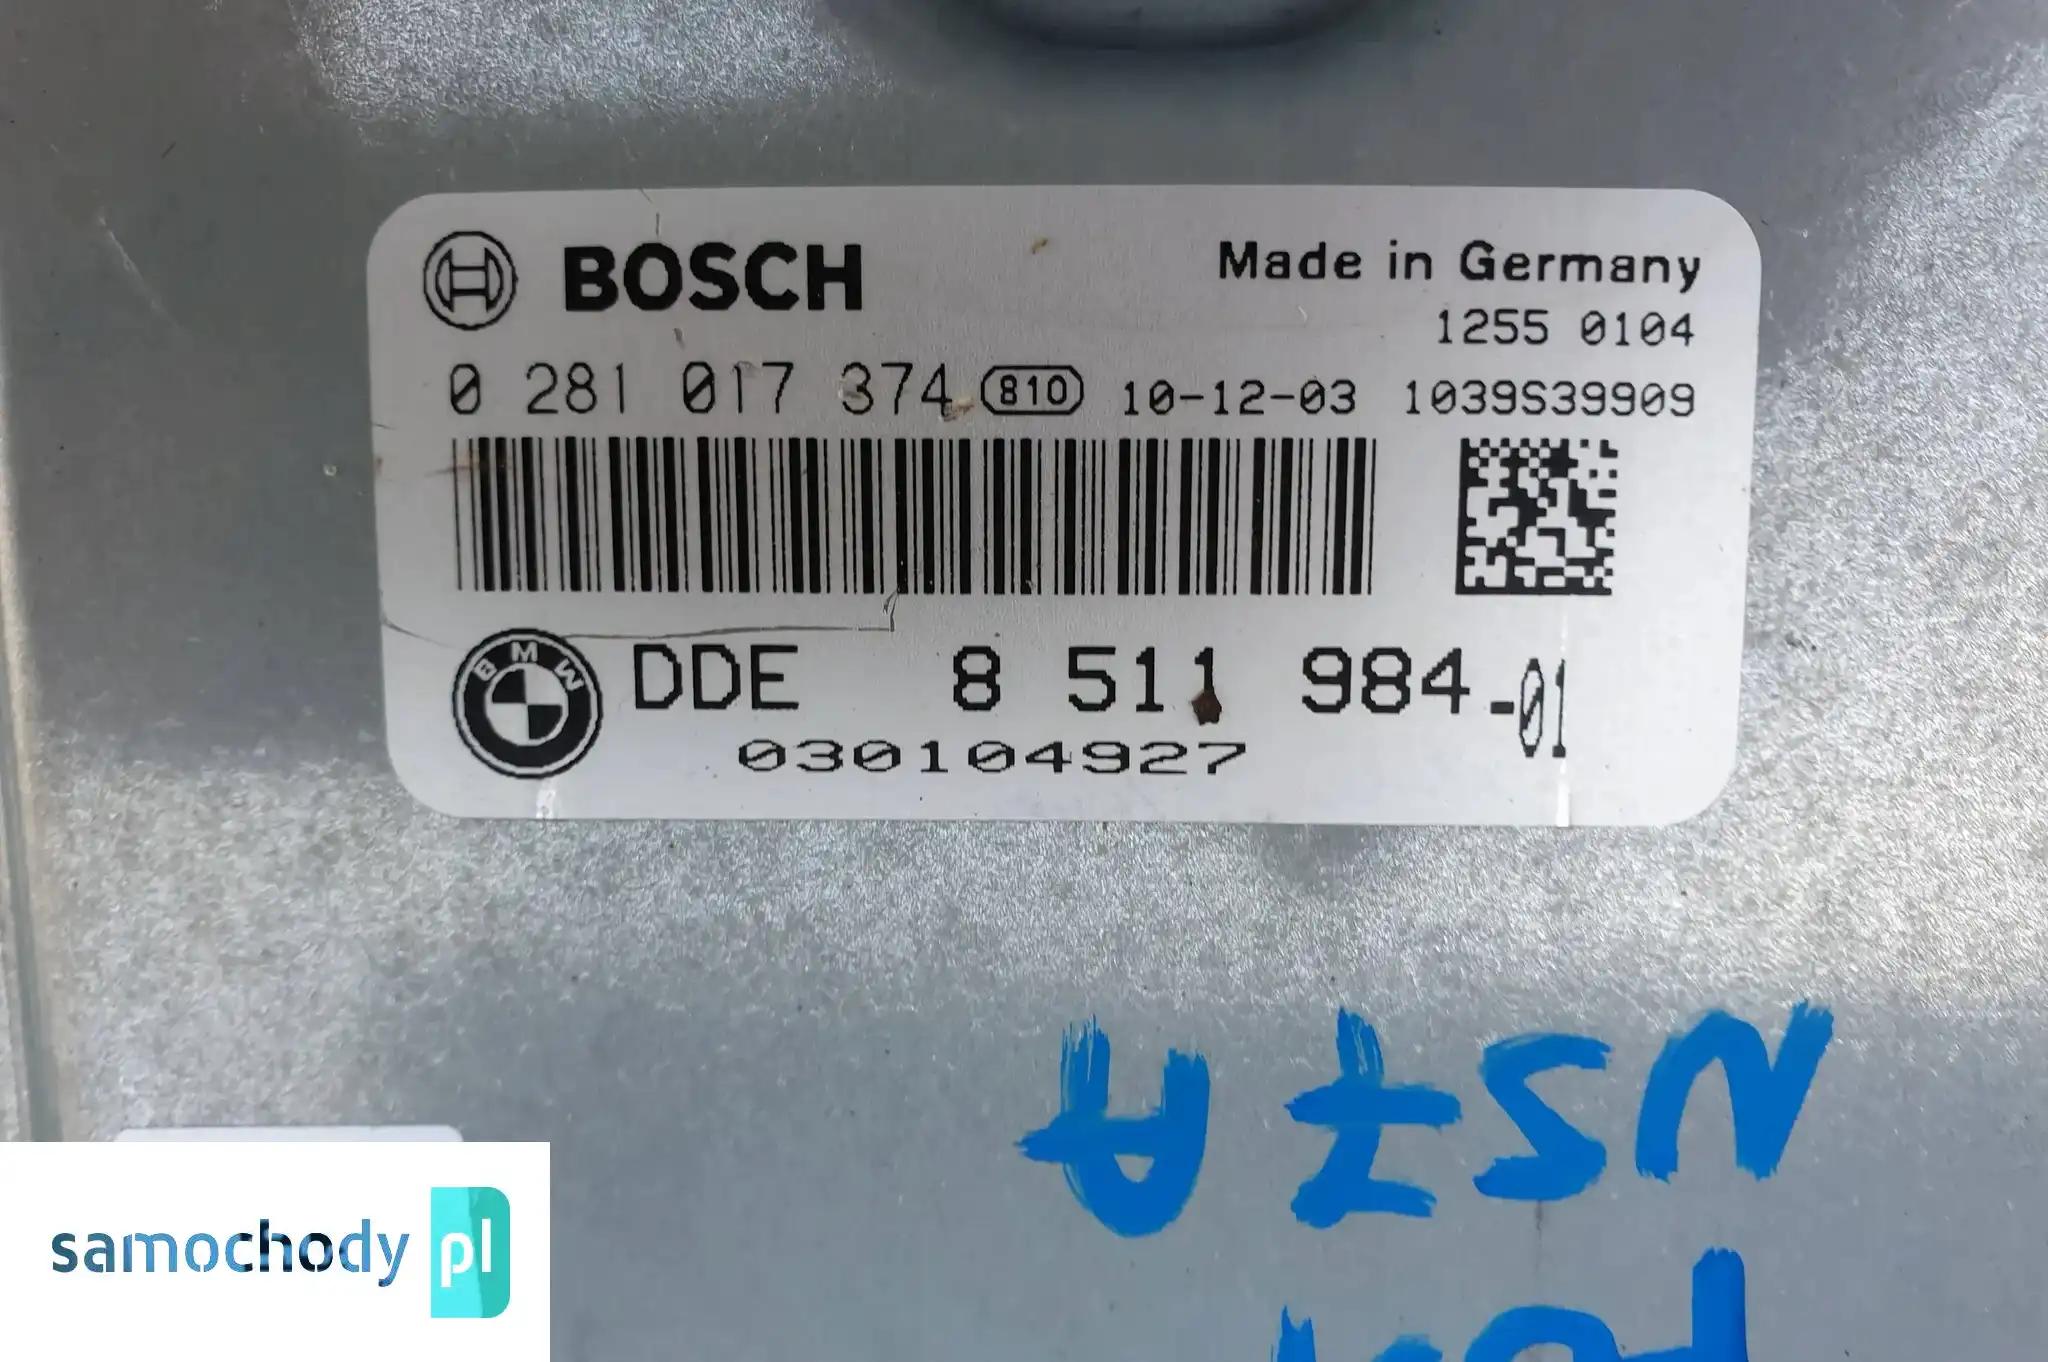 BOSCH Made in Germany
1255 0104
0 281 017 374 810 10-12-03 1039S39909
BMW DDE 8 511 984-01
030104927
N57
A
samochody pl